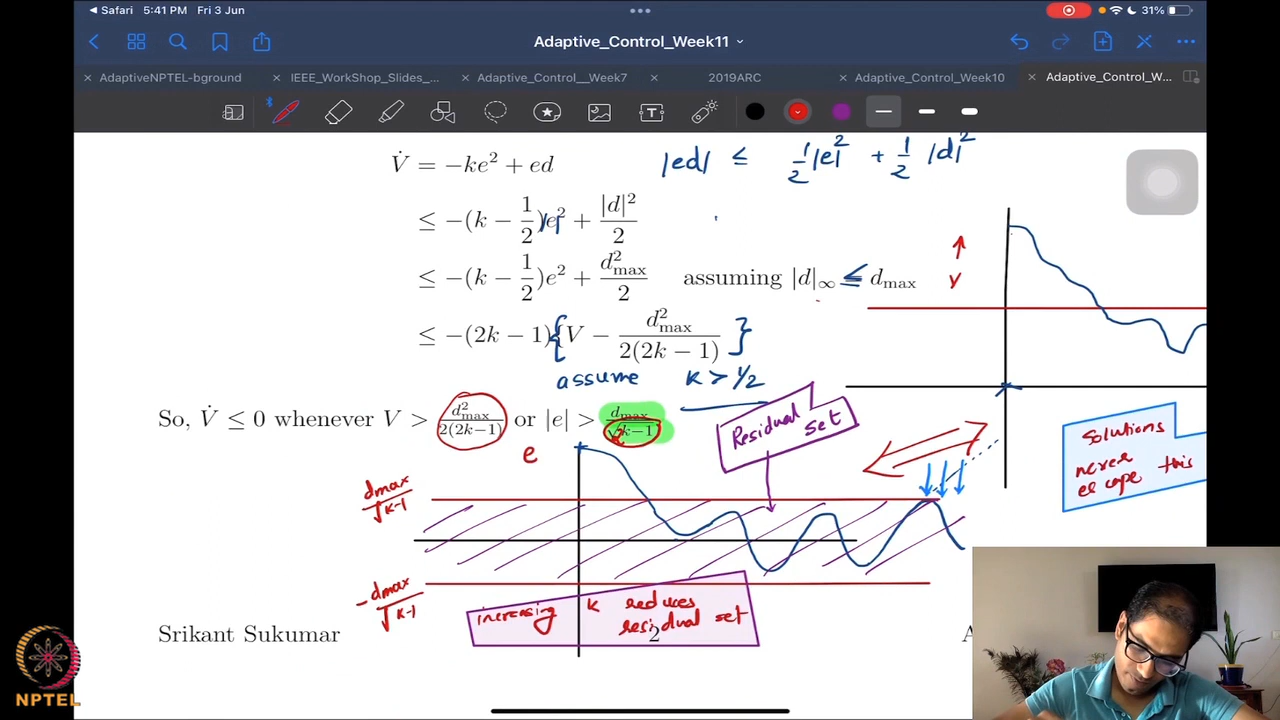 Safari 5:41 PM Fri 3 Jun 31%
Adaptive_Control_Week11
AdaptiveNPTEL-bground IEEE_WorkShop_Slides_... Adaptive_Control__Week7 2019ARC Adaptive_Control_Week10 Adaptive_Control_W...
V̇ = −ke² + ed |ed| ≤ 1/2 |e|² + 1/2 |d|²
≤ −(k − 1/2)|e|² + |d|²/2
≤ −(k − 1/2)e² + d²max/2 assuming |d|∞ ≤ dmax
≤ −(2k − 1){V − d²max/2(2k − 1)}
assume k > 1/2
So, V̇ ≤ 0 whenever V > d²max/2(2k−1) or |e| > dmax/√2k−1
V
Residual set
e
solutions
never
escape this
dmax/√k-1
-dmax/√k-1
increasing k reduces
residual set
Srikant Sukumar 2 A
NPTEL